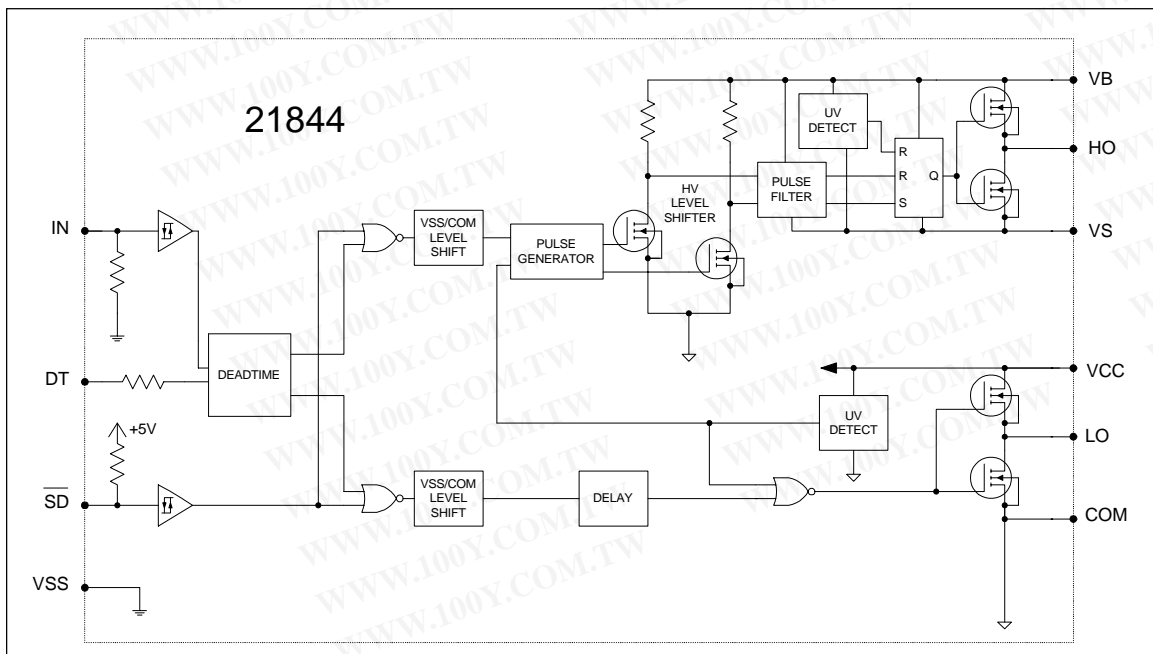 WWW.100Y.COM.TW
21844
VB
UV
DETECT
HO
R
R
Q
S
PULSE
FILTER
HV
LEVEL
SHIFTER
VS
IN
VSS/COM
LEVEL
SHIFT
PULSE
GENERATOR
DEADTIME
DT
VCC
UV
DETECT
LO
+5V
SD
VSS/COM
LEVEL
SHIFT
DELAY
COM
VSS